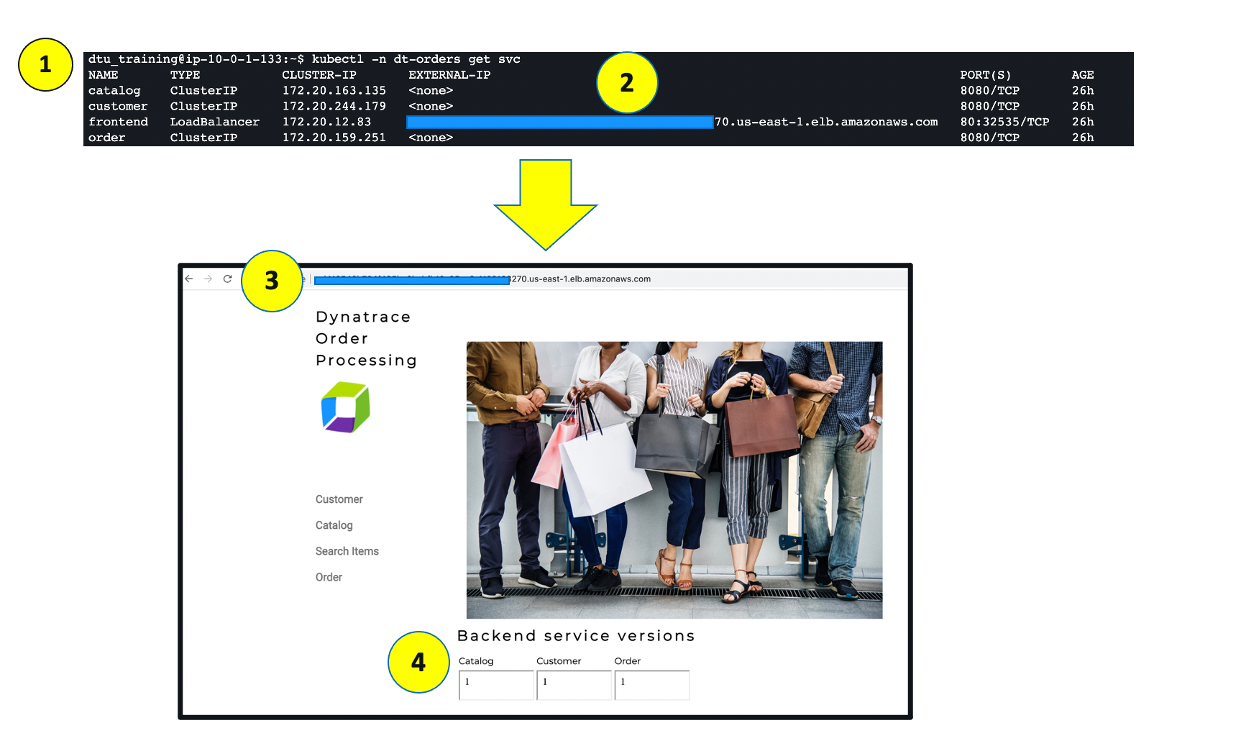 1
dtu_training@ip-10-0-1-133:~$ kubectl -n dt-orders get svc
NAME TYPE CLUSTER-IP EXTERNAL-IP PORT(S) AGE
2
catalog ClusterIP 172.20.163.135 <none> 8080/TCP 26h
customer ClusterIP 172.20.244.179 <none> 8080/TCP 26h
frontend LoadBalancer 172.20.12.83 70.us-east-1.elb.amazonaws.com 80:32535/TCP 26h
order ClusterIP 172.20.159.251 <none> 8080/TCP 26h
3
270.us-east-1.elb.amazonaws.com
Dynatrace
Order
Processing
Customer
Catalog
Search Items
Order
Backend service versions
4
Catalog Customer Order
1 1 1